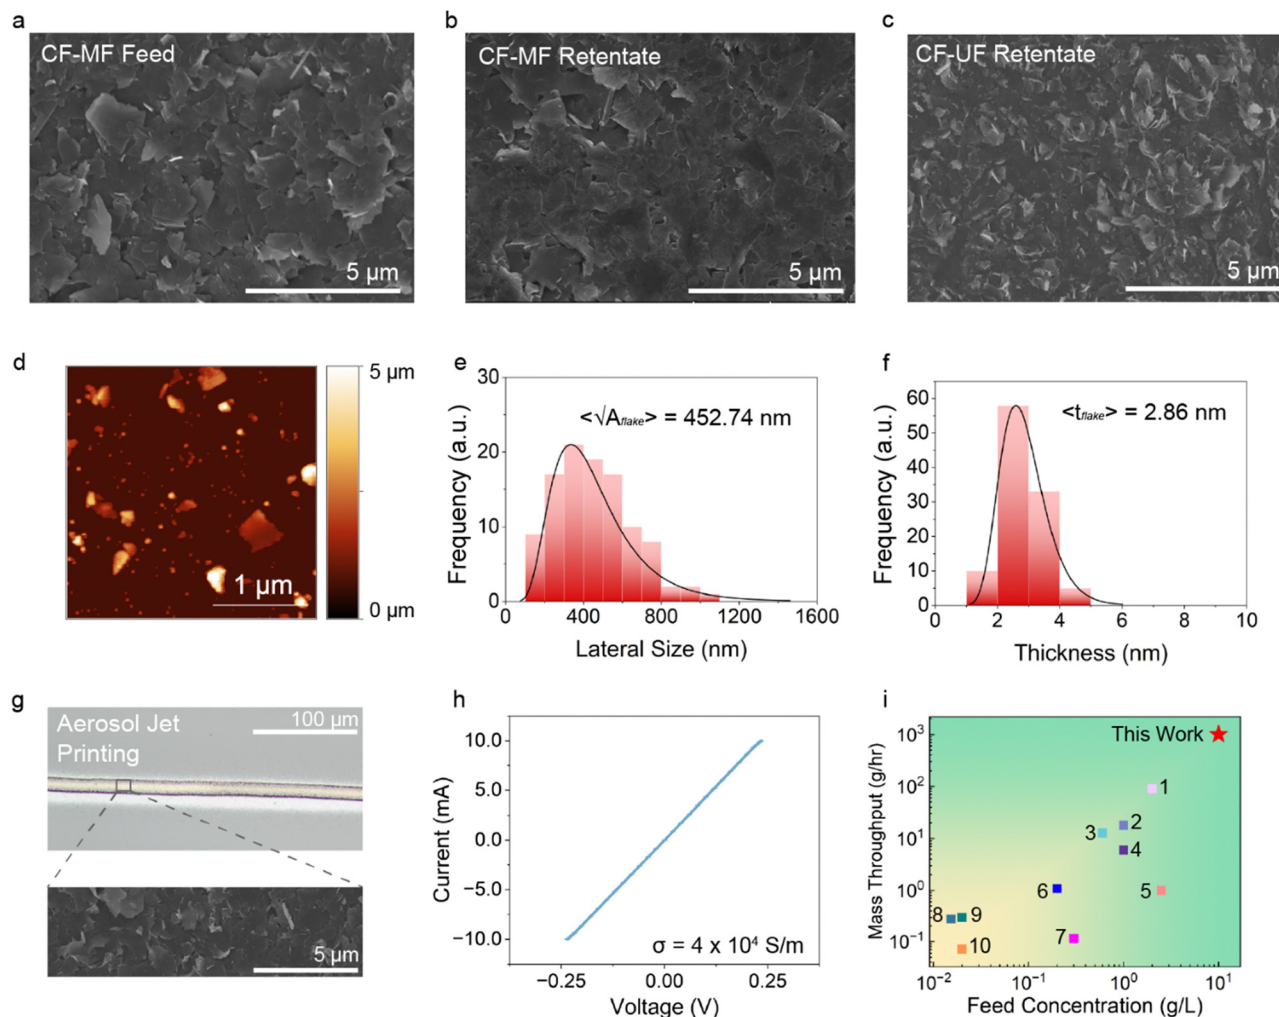 a
CF-MF Feed
5 µm
b
CF-MF Retentate
5 µm
c
CF-UF Retentate
5 µm
d
5 µm
0 µm
1 µm
e
30
20
10
0
Frequency (a.u.)
<√A_flake> = 452.74 nm
0 400 800 1200 1600
Lateral Size (nm)
f
60
50
40
30
20
10
0
Frequency (a.u.)
<t_flake> = 2.86 nm
0 2 4 6 8 10
Thickness (nm)
g
Aerosol Jet
Printing
100 µm
5 µm
h
10.0
5.0
0.0
−5.0
−10.0
Current (mA)
σ = 4 x 10⁴ S/m
−0.25 0.00 0.25
Voltage (V)
i
10³
10²
10¹
10⁰
10⁻¹
Mass Throughput (g/hr)
This Work
1
2
3
4
5
6
7
8
9
10
10⁻² 10⁻¹ 10⁰ 10¹
Feed Concentration (g/L)